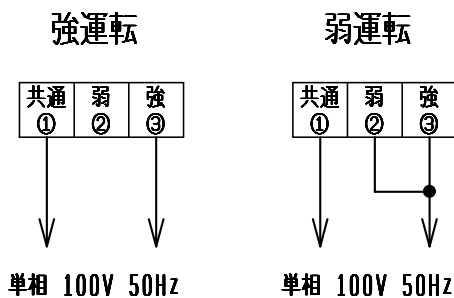 強運転
弱運転
共通 弱 強
① ② ③
共通 弱 強
① ② ③
単相 100V 50Hz
単相 100V 50Hz